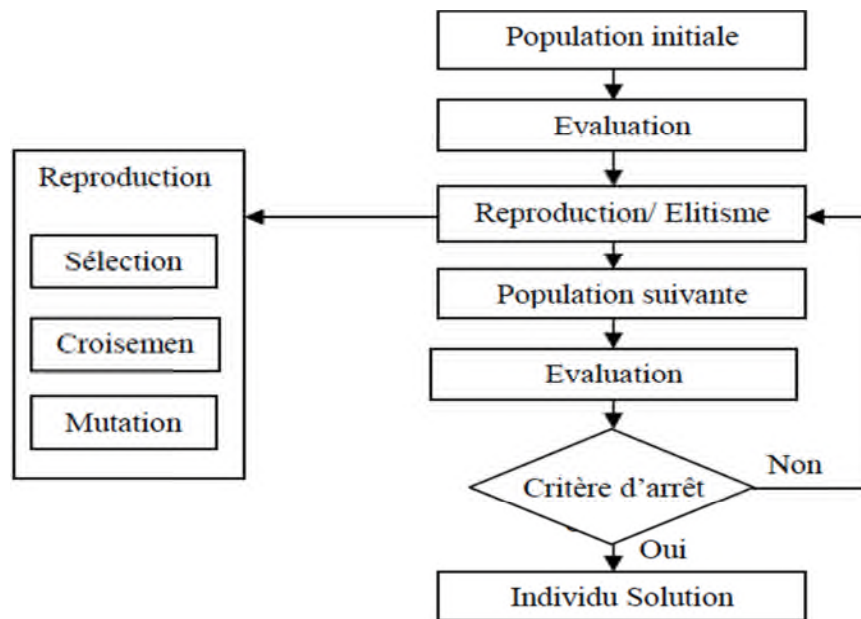 Population initiale
Evaluation
Reproduction
Reproduction/ Elitisme
Sélection
Population suivante
Croisemen
Evaluation
Mutation
Critère d'arrêt
Non
Oui
Individu Solution